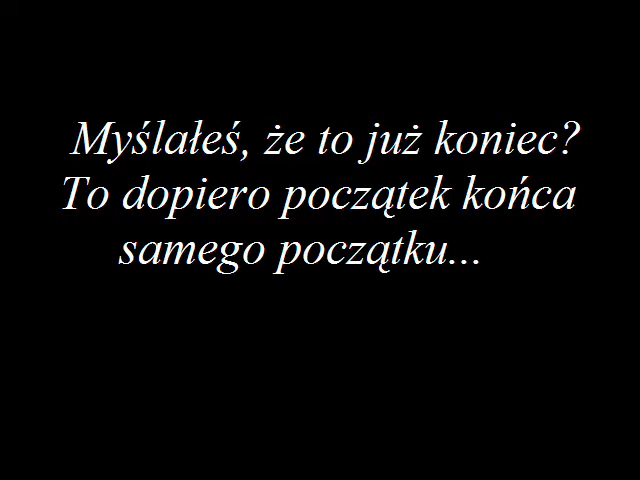 Myślałeś, że to już koniec?
To dopiero początek końca
samego początku...